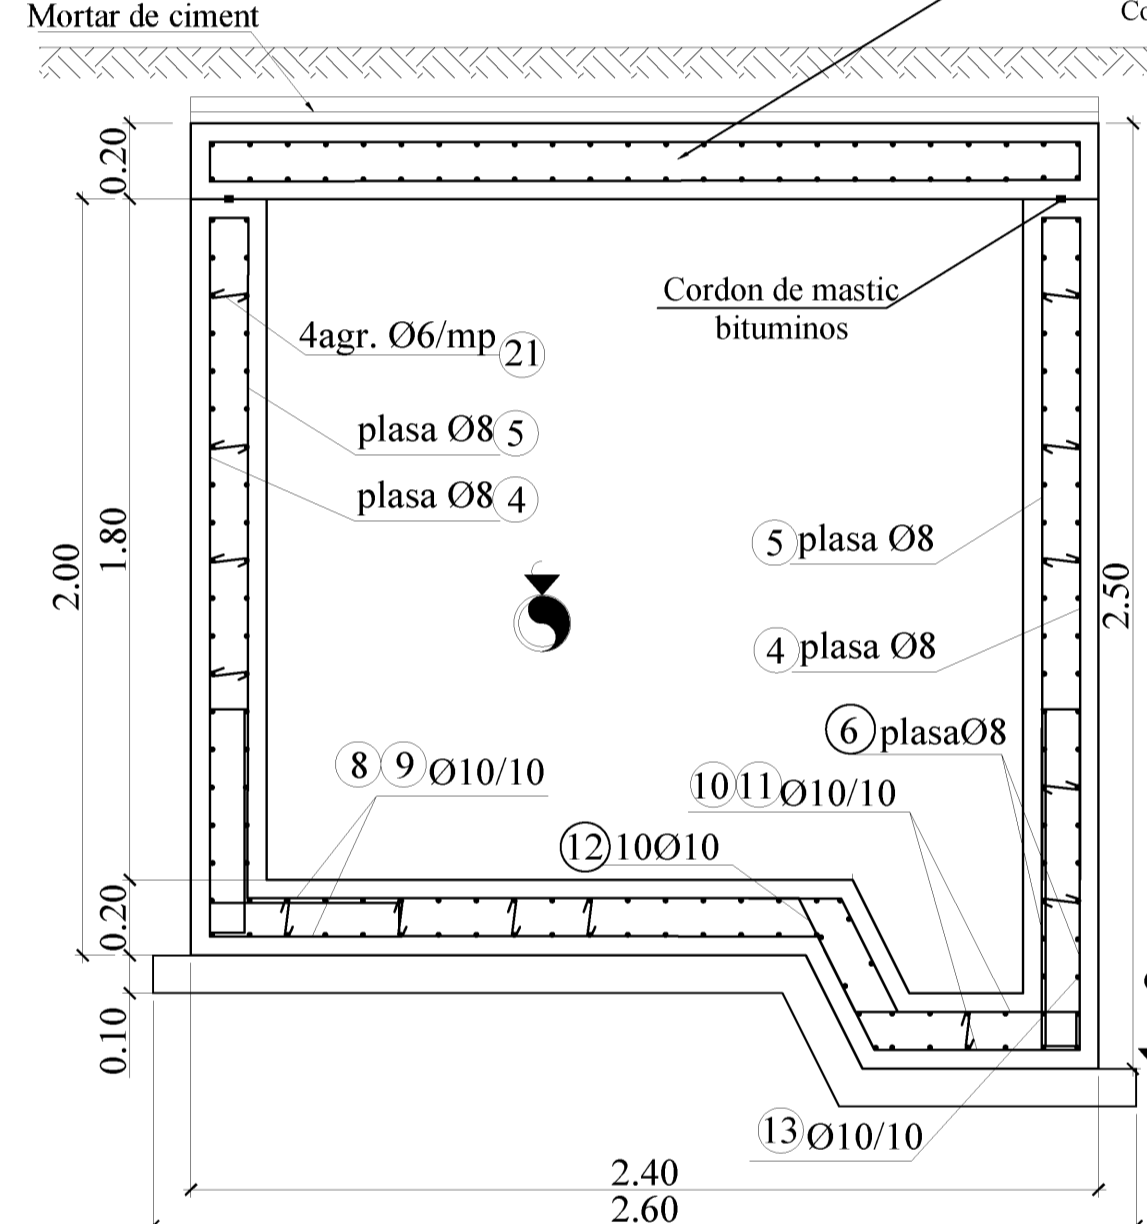 Mortar de ciment
0.20
Cordon de mastic
bituminos
4agr. Ø6/mp 21
plasa Ø8 5
plasa Ø8 4
1.80
2.00
5 plasa Ø8
2.50
4 plasa Ø8
6 plasaØ8
8 9 Ø10/10
10 11 Ø10/10
12 10Ø10
0.20
0.10
13 Ø10/10
2.40
2.60